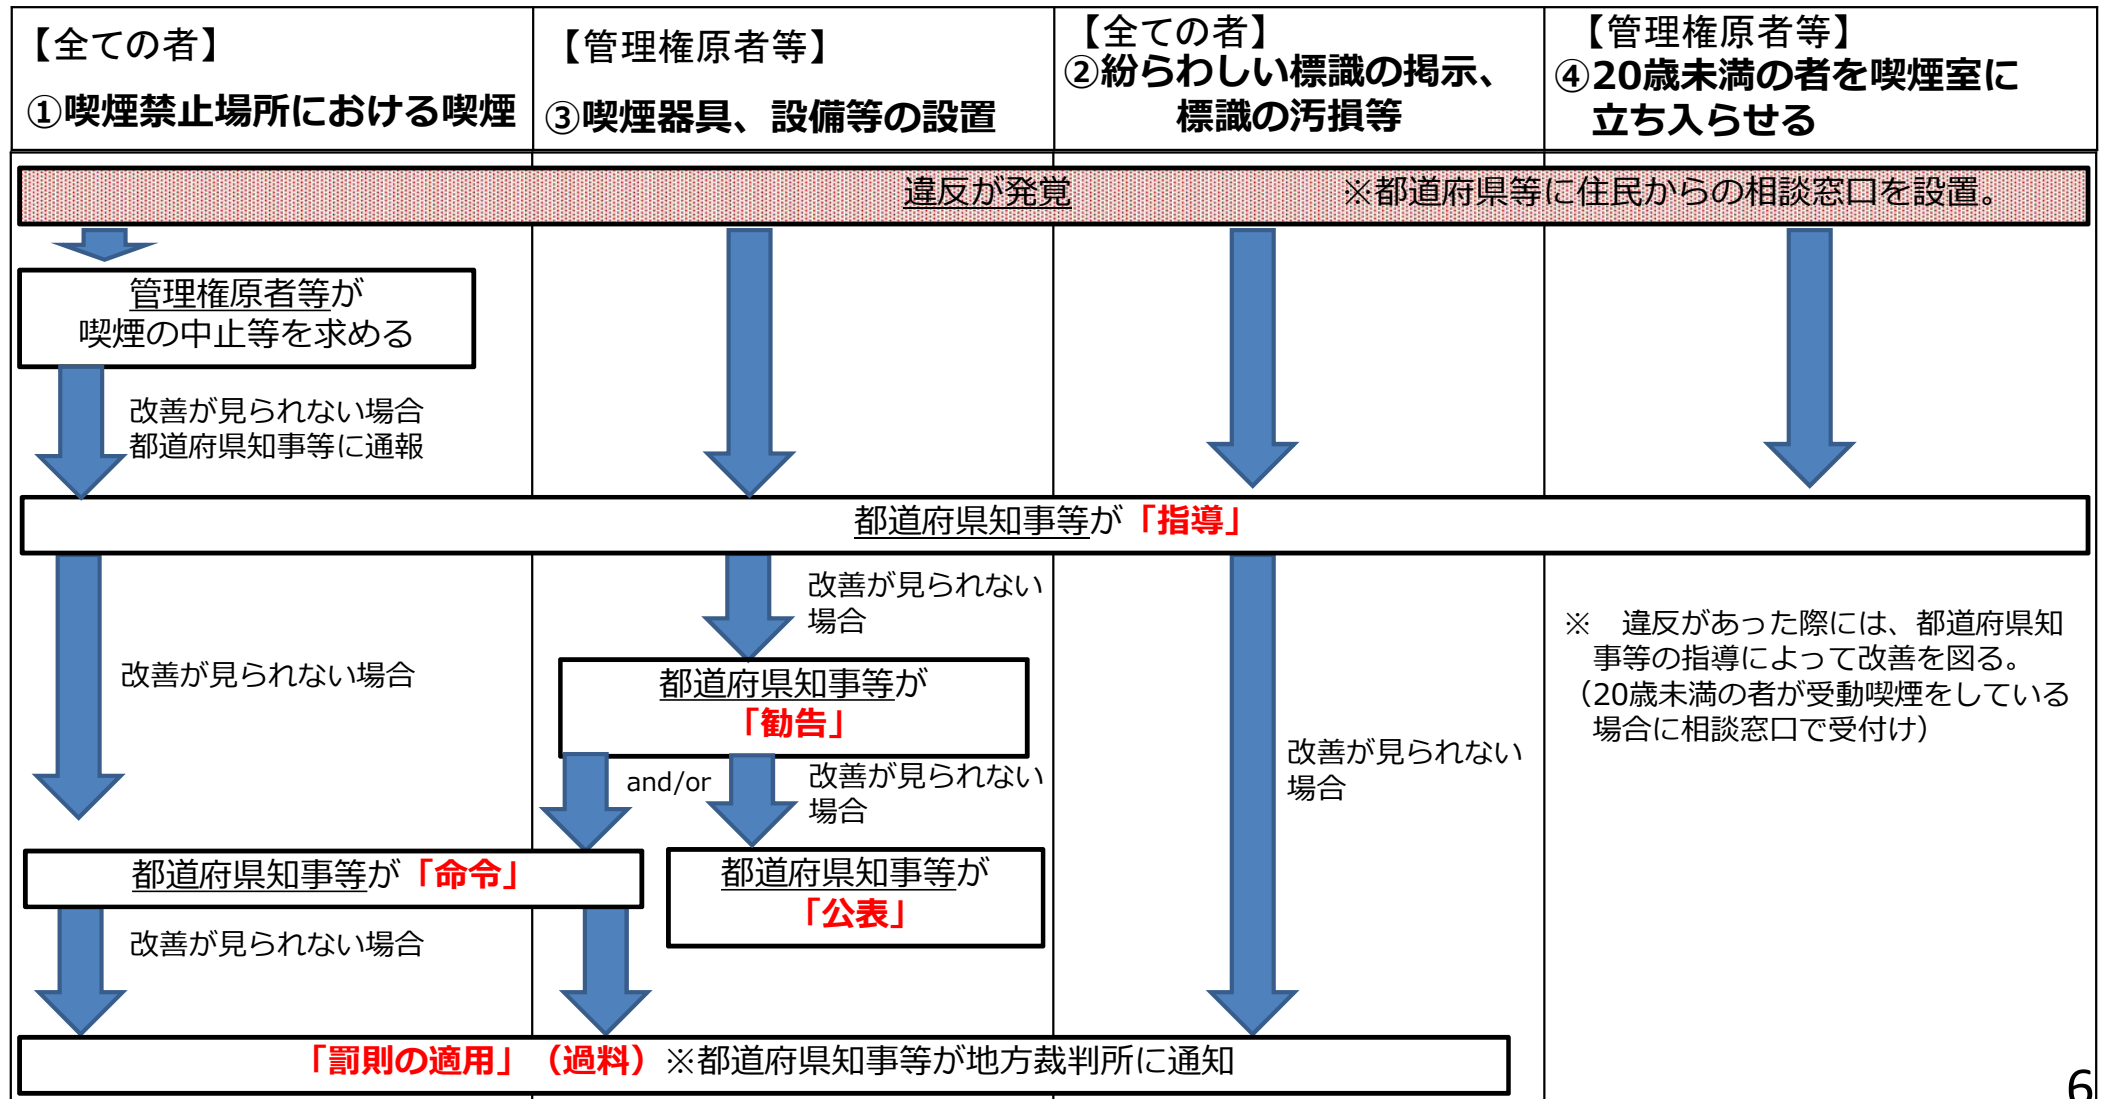 【全ての者】
①喫煙禁止場所における喫煙
【管理権原者等】
③喫煙器具、設備等の設置
【全ての者】
②紛らわしい標識の掲示、
標識の汚損等
【管理権原者等】
④20歳未満の者を喫煙室に
立ち入らせる
違反が発覚 ※都道府県等に住民からの相談窓口を設置。
管理権原者等が
喫煙の中止等を求める
改善が見られない場合
都道府県知事等に通報
都道府県知事等が「指導」
改善が見られない場合
改善が見られない
場合
都道府県知事等が
「勧告」
and/or
改善が見られない
場合
改善が見られない
場合
※ 違反があった際には、都道府県知
事等の指導によって改善を図る。
（20歳未満の者が受動喫煙をしている
場合に相談窓口で受付け）
都道府県知事等が「命令」
都道府県知事等が
「公表」
改善が見られない場合
「罰則の適用」（過料）※都道府県知事等が地方裁判所に通知
6